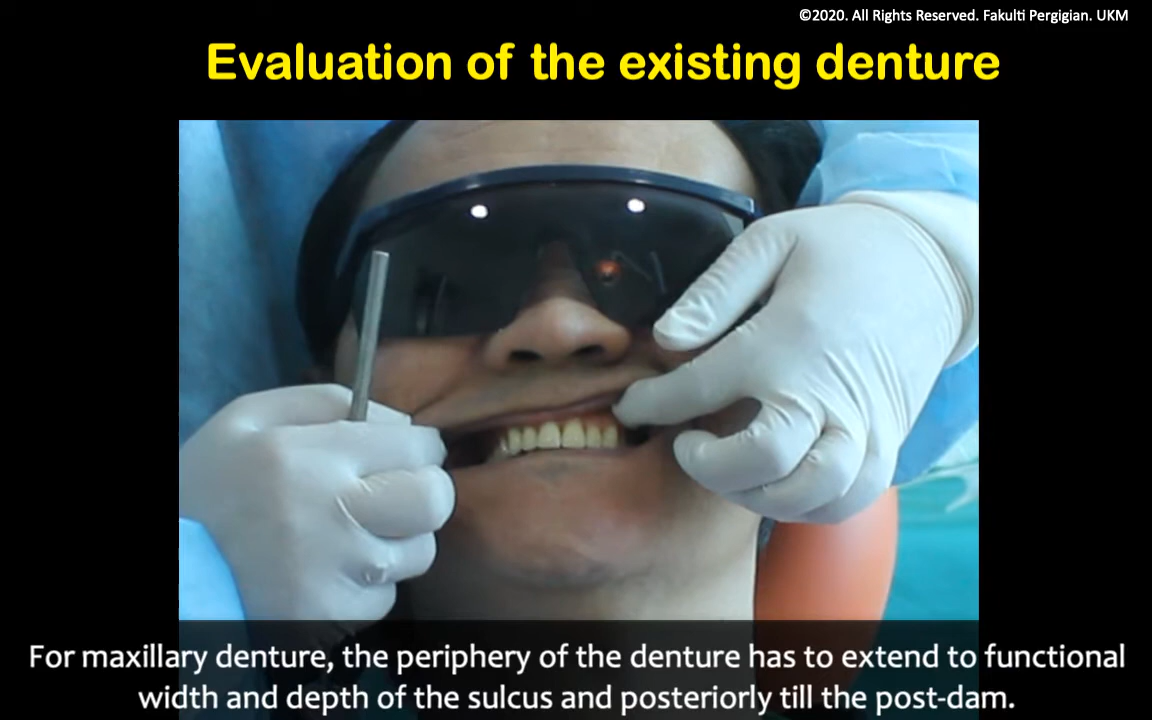 ©2020. All Rights Reserved. Fakulti Pergigian. UKM
Evaluation of the existing denture
For maxillary denture, the periphery of the denture has to extend to functional
width and depth of the sulcus and posteriorly till the post-dam.